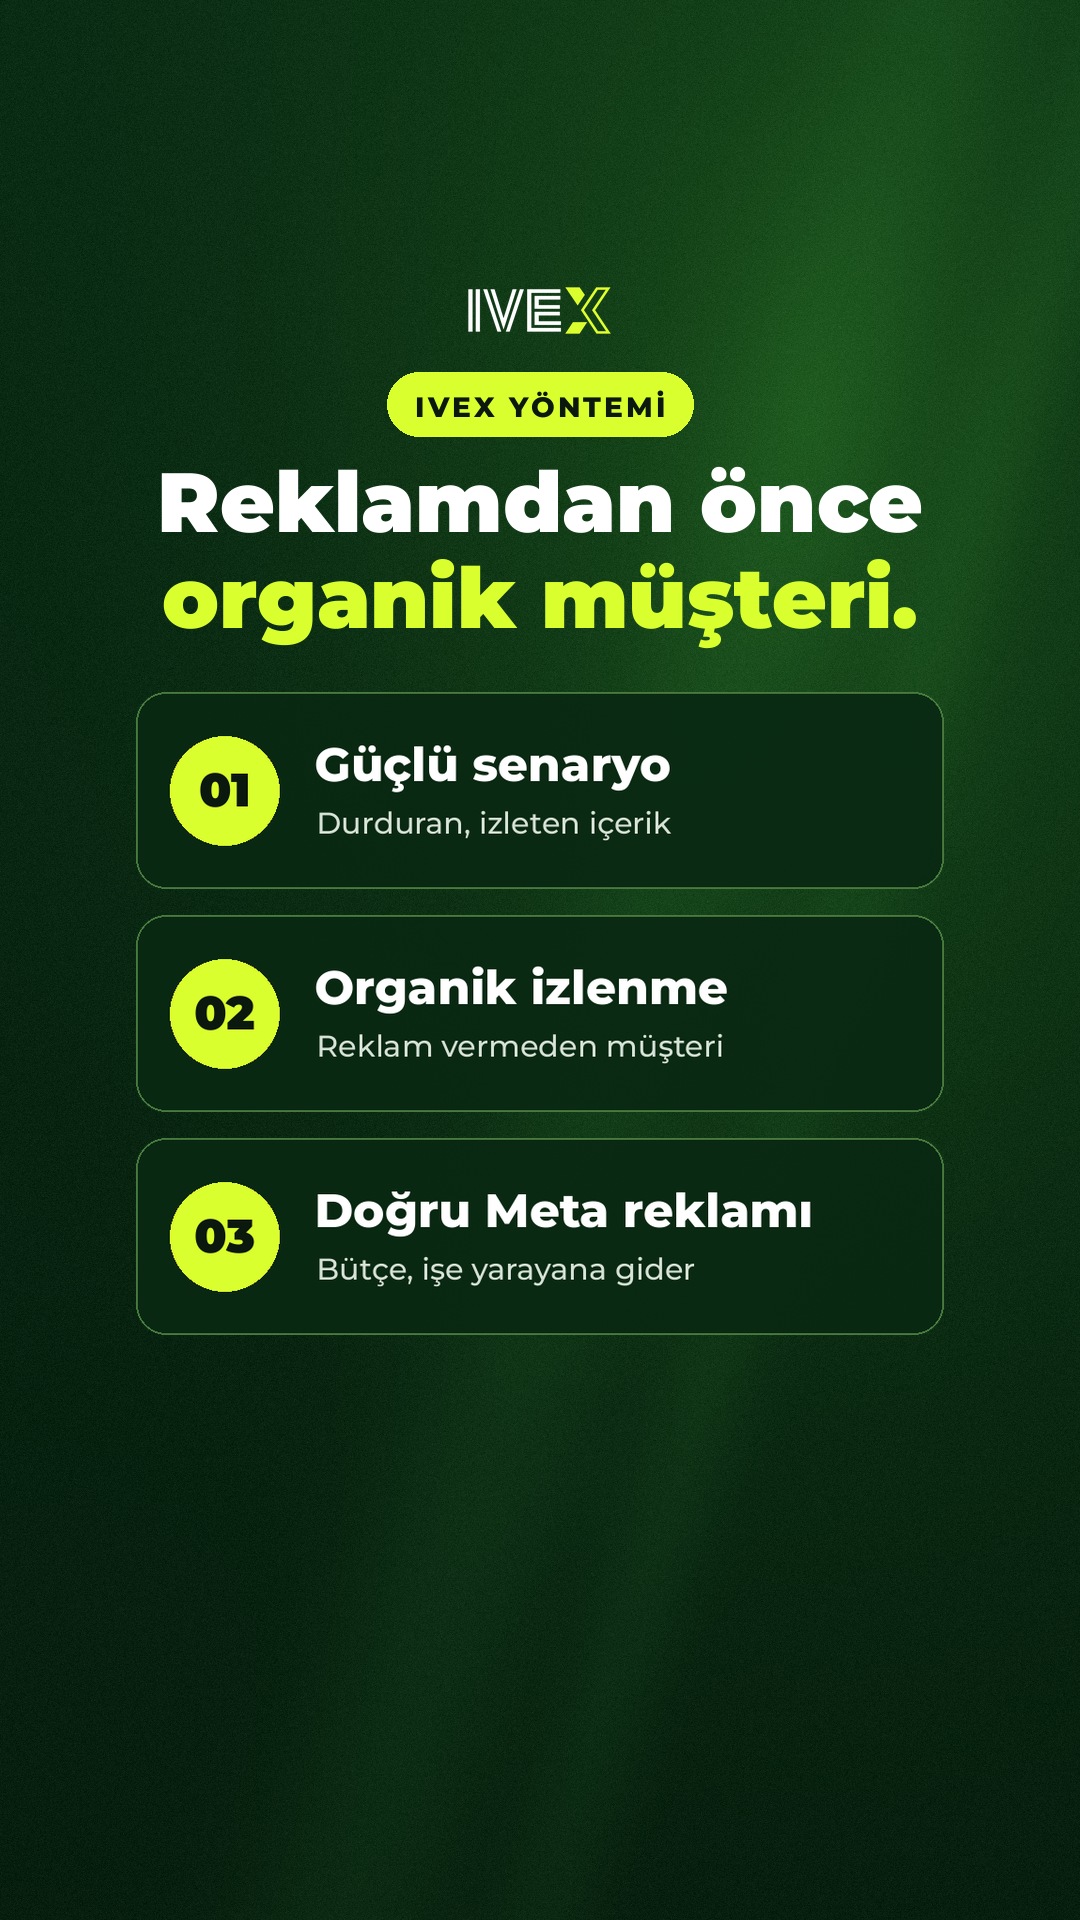 IVEX
IVEX YÖNTEMİ
Reklamdan önce
organik müşteri.
01
Güçlü senaryo
Durduran, izleten içerik
02
Organik izlenme
Reklam vermeden müşteri
03
Doğru Meta reklamı
Bütçe, işe yarayana gider